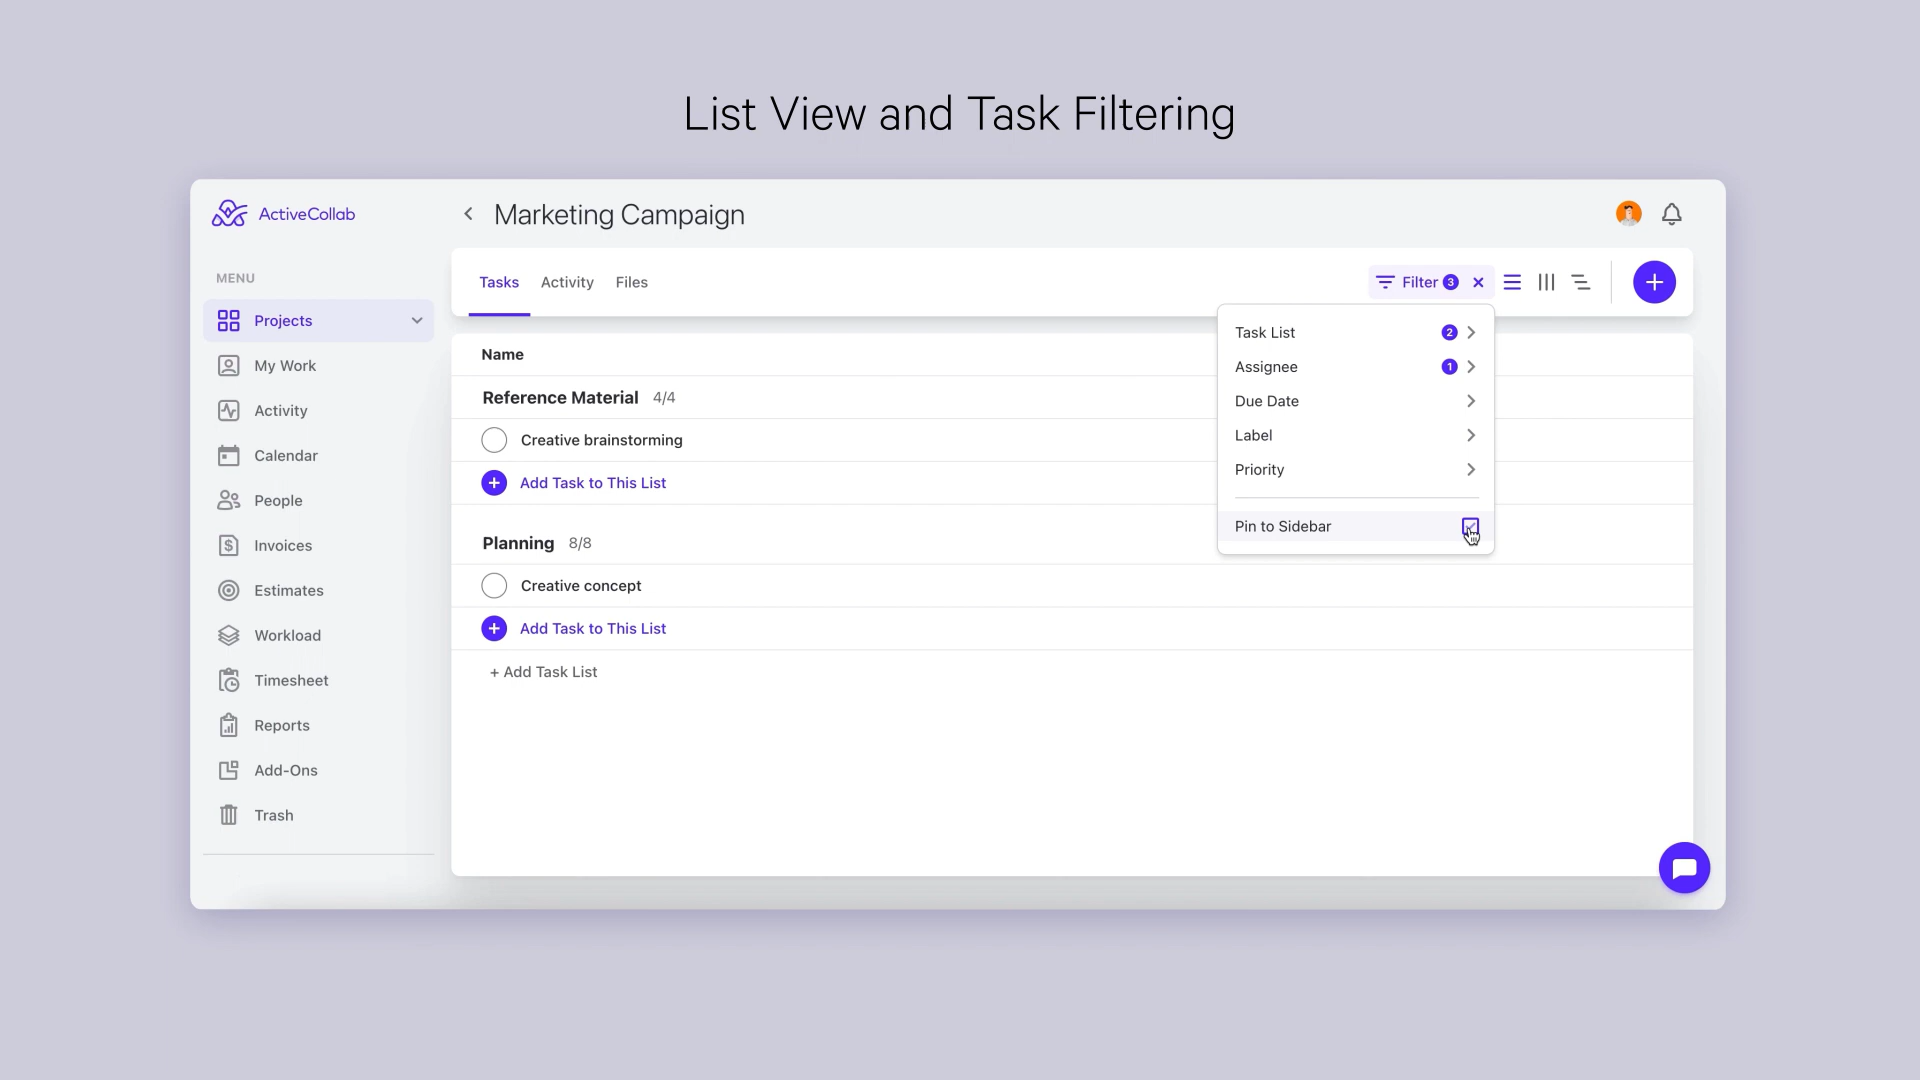 List View and Task Filtering
ActiveCollab
Marketing Campaign
MENU
Projects
My Work
Activity
Calendar
People
Invoices
Estimates
Workload
Timesheet
Reports
Add-Ons
Trash
Tasks Activity Files
Filter 3
Name
Reference Material 4/4
Creative brainstorming
Add Task to This List
Planning 8/8
Creative concept
Add Task to This List
+ Add Task List
Task List 2
Assignee 1
Due Date
Label
Priority
Pin to Sidebar